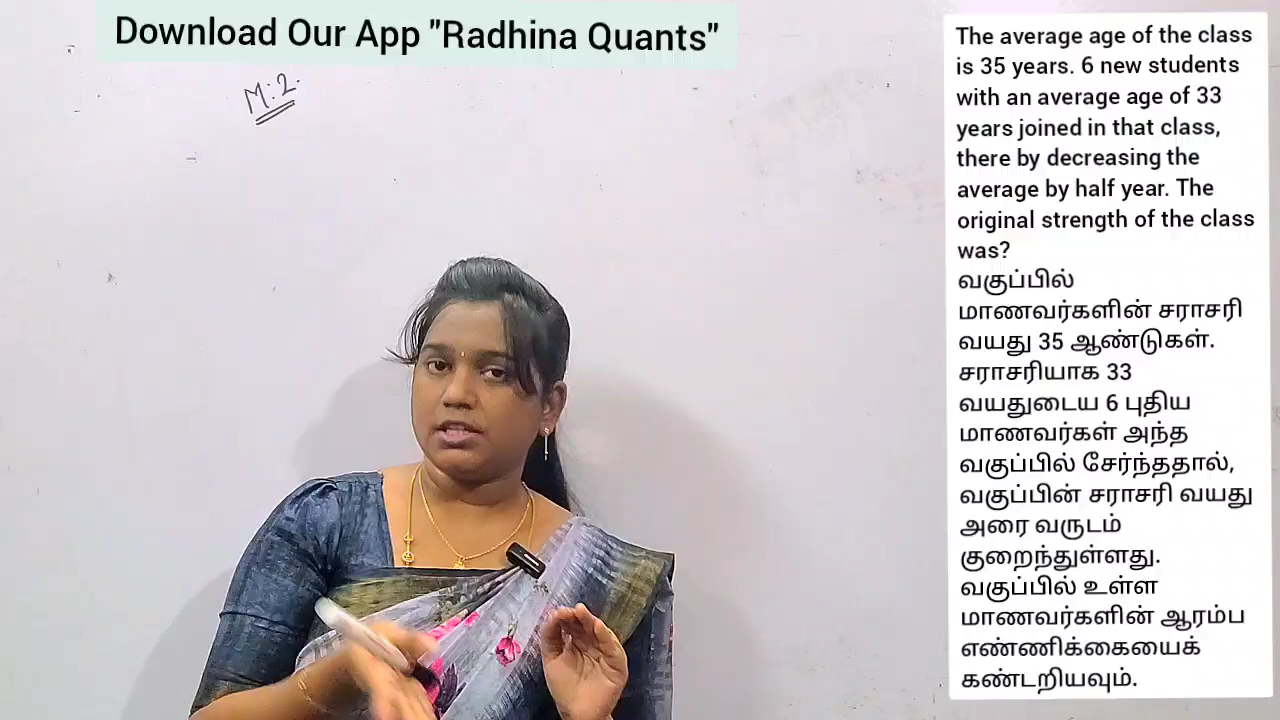 Download Our App "Radhina Quants"
M:2.
The average age of the class
is 35 years. 6 new students
with an average age of 33
years joined in that class,
there by decreasing the
average by half year. The
original strength of the class
was?
வகுப்பில்
மாணவர்களின் சராசரி
வயது 35 ஆண்டுகள்.
சராசரியாக 33
வயதுடைய 6 புதிய
மாணவர்கள் அந்த
வகுப்பில் சேர்ந்ததால்,
வகுப்பின் சராசரி வயது
அரை வருடம்
குறைந்துள்ளது.
வகுப்பில் உள்ள
மாணவர்களின் ஆரம்ப
எண்ணிக்கையைக்
கண்டறியவும்.